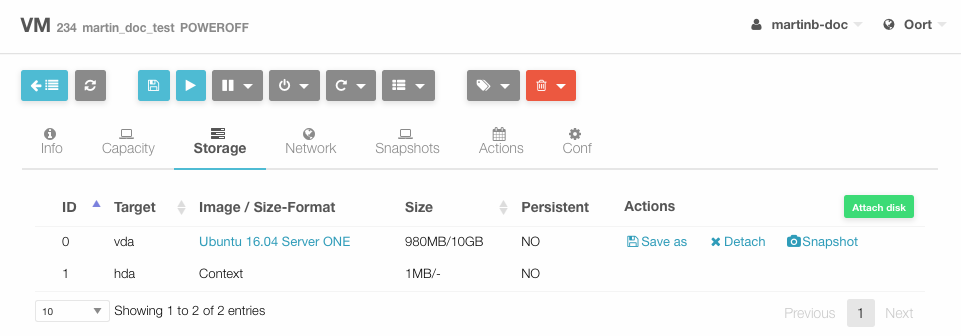 VM 234 martin_doc_test POWEROFF martinb-doc Oort
Info Capacity Storage Network Snapshots Actions Conf
ID Target Image / Size-Format Size Persistent Actions Attach disk
0 vda Ubuntu 16.04 Server ONE 980MB/10GB NO Save as Detach Snapshot
1 hda Context 1MB/- NO
10 Showing 1 to 2 of 2 entries Previous 1 Next